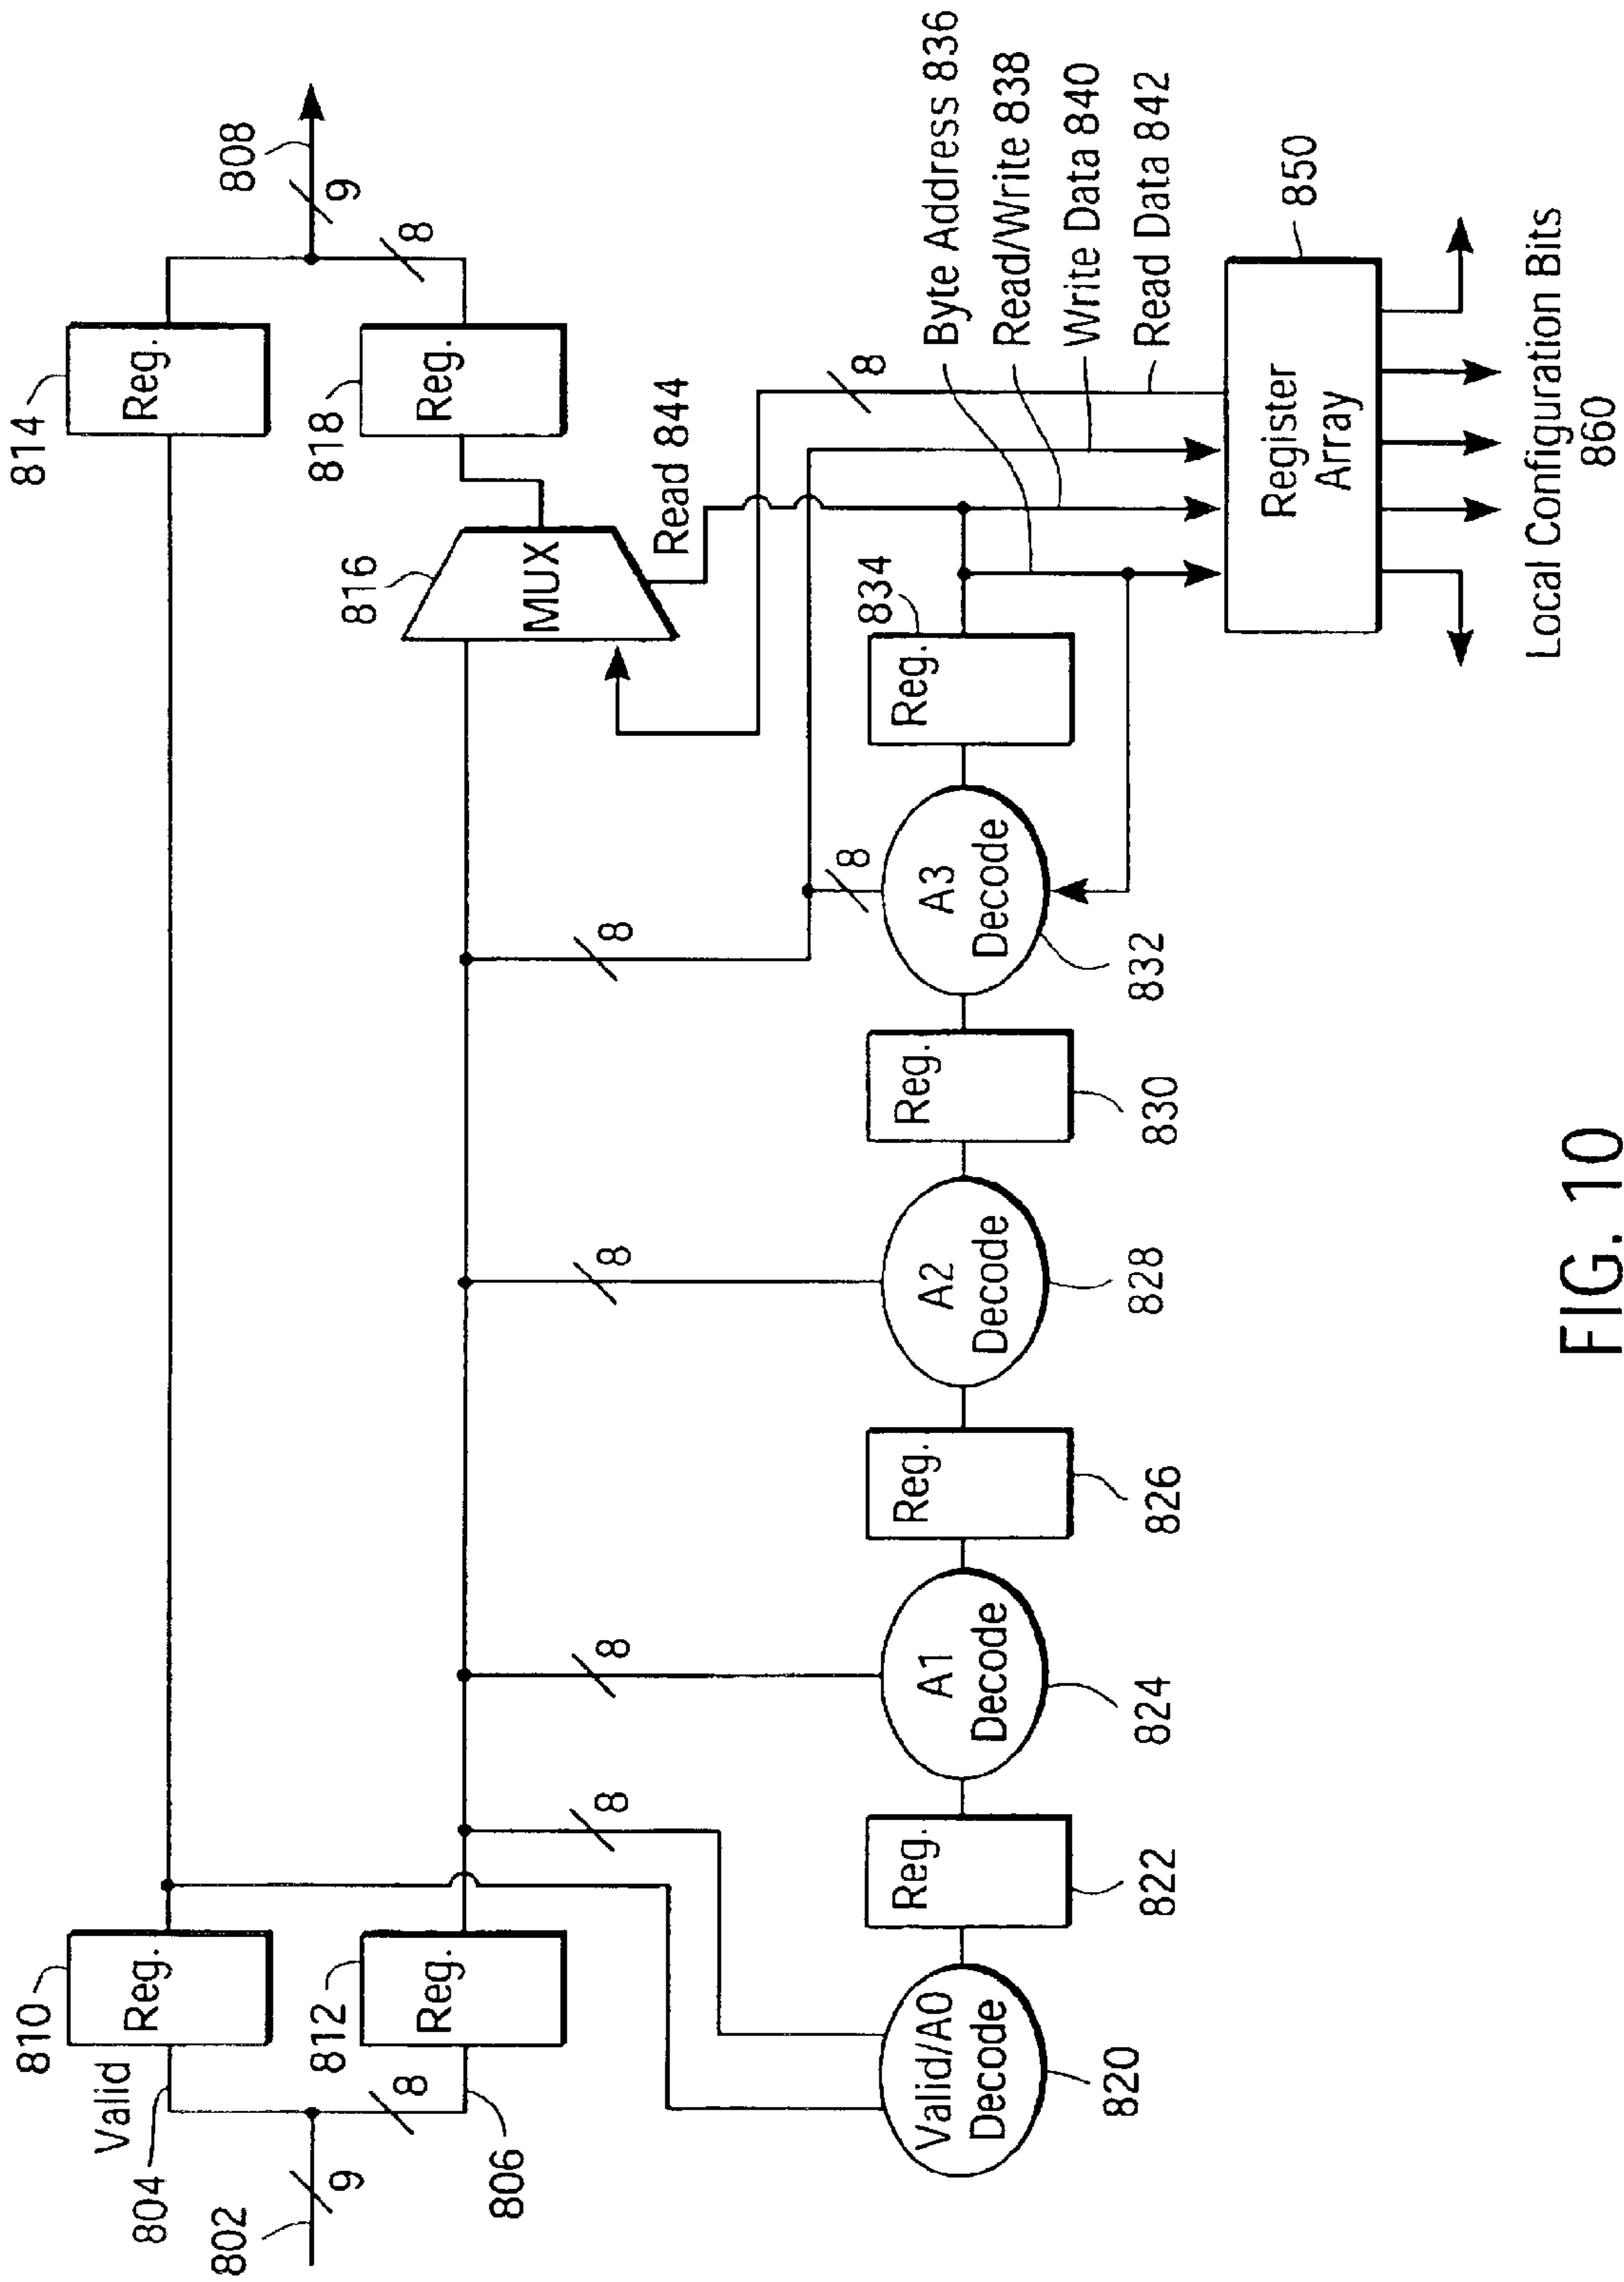 814
Reg.
808
9
8
818
Reg.
816
MUX
Read 844
Byte Address 836
Read/Write 838
Write Data 840
Read Data 842
8
810
Reg.
Valid
804
802
9
8
806
812
Reg.
8
8
8
8
8
Valid/A0
Decode
820
Reg.
822
A1
Decode
824
Reg.
826
A2
Decode
828
Reg.
830
A3
Decode
832
Reg.
834
Register
Array
850
Local Configuration Bits
860
FIG. 10